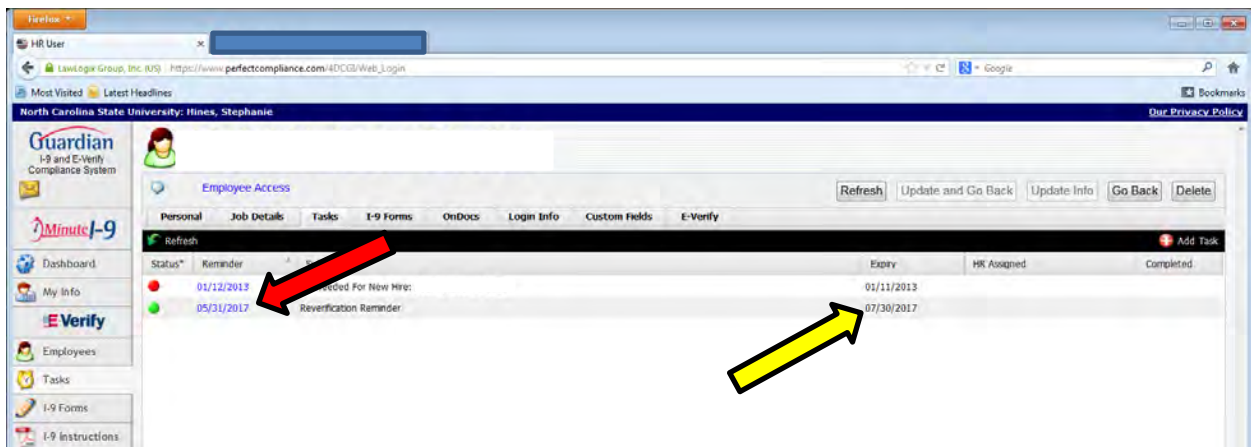 Firefox
HR User ×
LawLogix Group, Inc. (US) https://www.perfectcompliance.com/4DCGI/Web_Login Google
Most Visited Latest Headlines Bookmarks
North Carolina State University: Hines, Stephanie Our Privacy Policy
Guardian
I-9 and E-Verify
Compliance System
Employee Access Refresh Update and Go Back Update Info Go Back Delete
Minute I-9
Personal Job Details Tasks I-9 Forms OnDocs Login Info Custom Fields E-Verify
Refresh Add Task
Dashboard
Status* Reminder Expiry HR Assigned Completed
My Info
01/12/2013 For New Hire: 01/11/2013
05/31/2017 Reverification Reminder 07/30/2017
E Verify
Employees
Tasks
I-9 Forms
I-9 Instructions